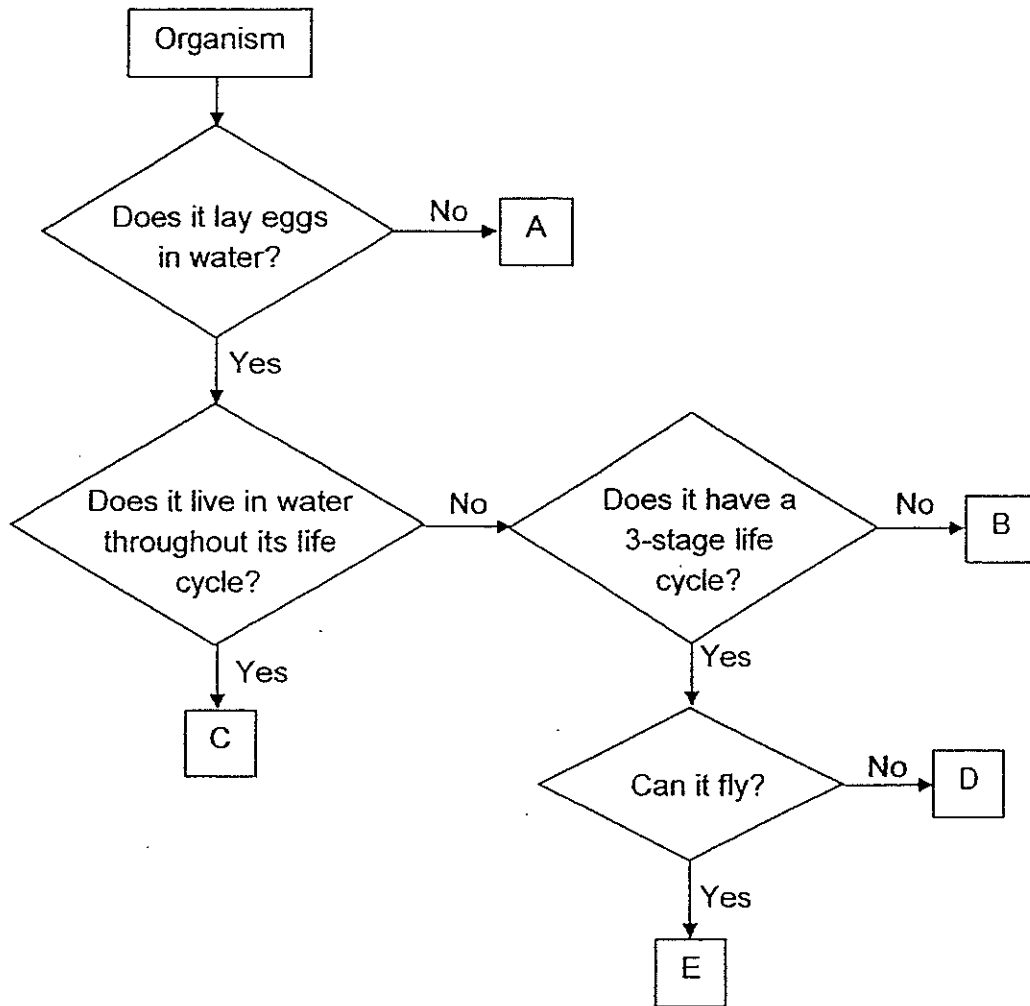 Organism
Does it lay eggs
in water?
No
A
Yes
Does it live in water
throughout its life
cycle?
No
Does it have a
3-stage life
cycle?
No
B
Yes
C
Yes
Can it fly?
No
D
Yes
E